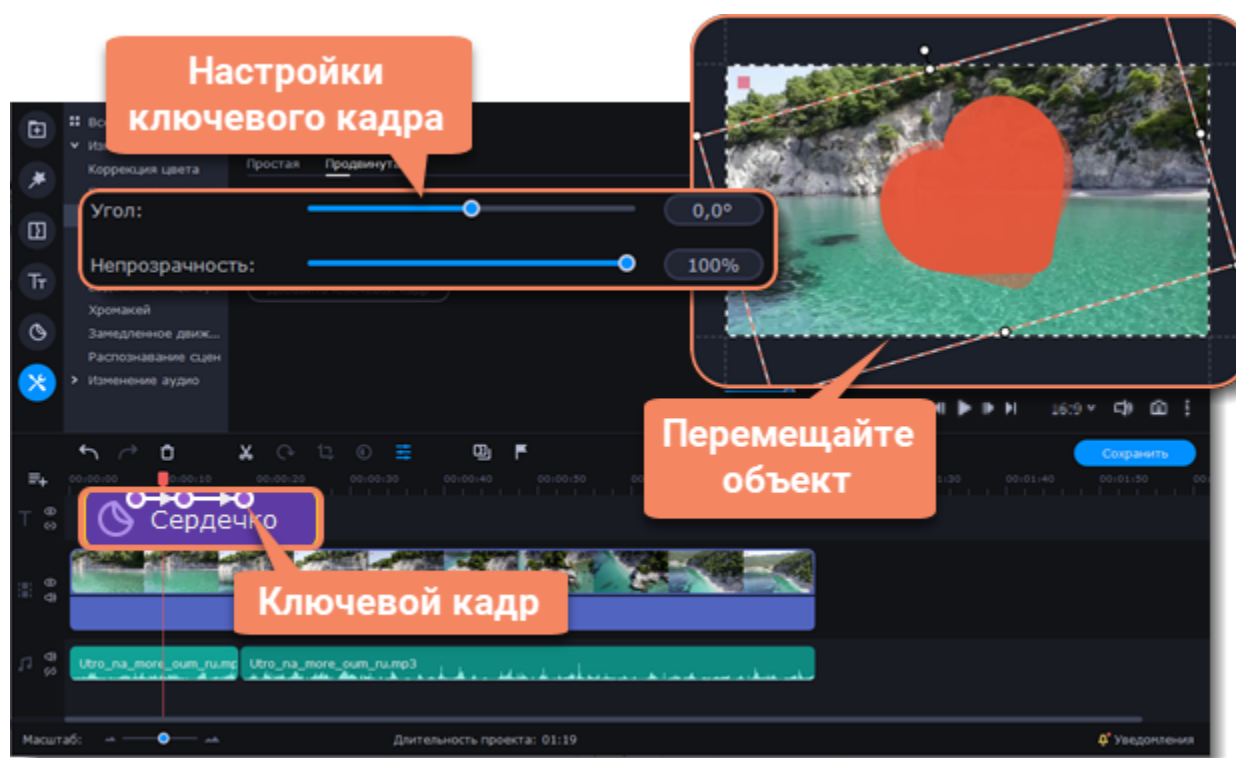 Настройки
ключевого кадра
Коррекция цвета
Простая
Угол:
0,0°
Непрозрачность:
100%
Хромакей
Замедленное движ...
Распознавание сцен
Изменение аудио
Перемещайте
объект
16:9
Сохранить
00:00:00
00:00:10
00:00:20
00:00:30
00:00:40
00:00:50
00:01:40
00:01:50
Сердечко
Ключевой кадр
Utro_na_more_oum_ru.mp
Utro_na_more_oum_ru.mp3
Масштаб:
Длительность проекта: 01:19
Уведомления